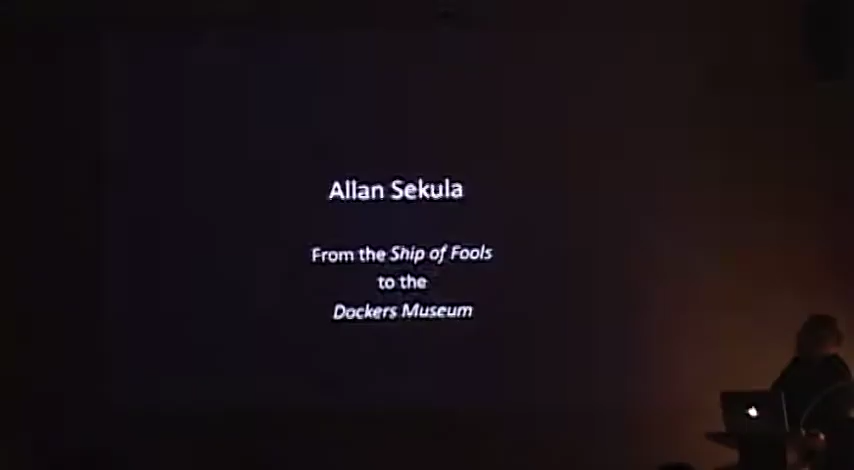 Allan Sekula
From the Ship of Fools
to the
Dockers Museum